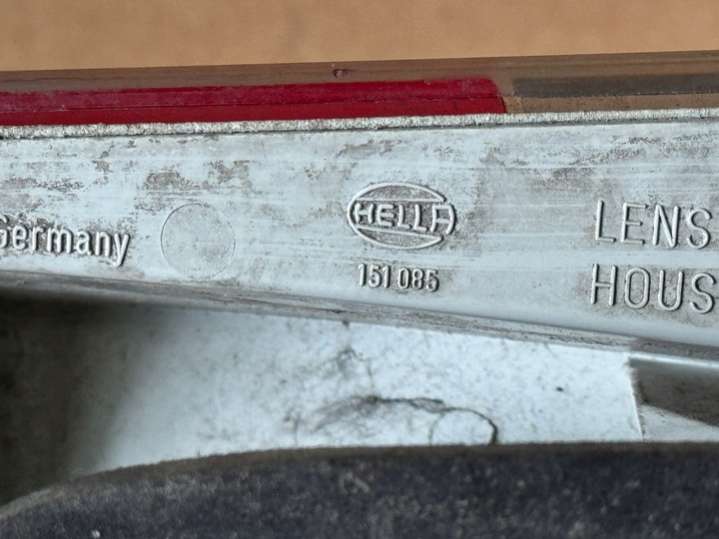 Germany
HELLA
151 085
LENS
HOUS